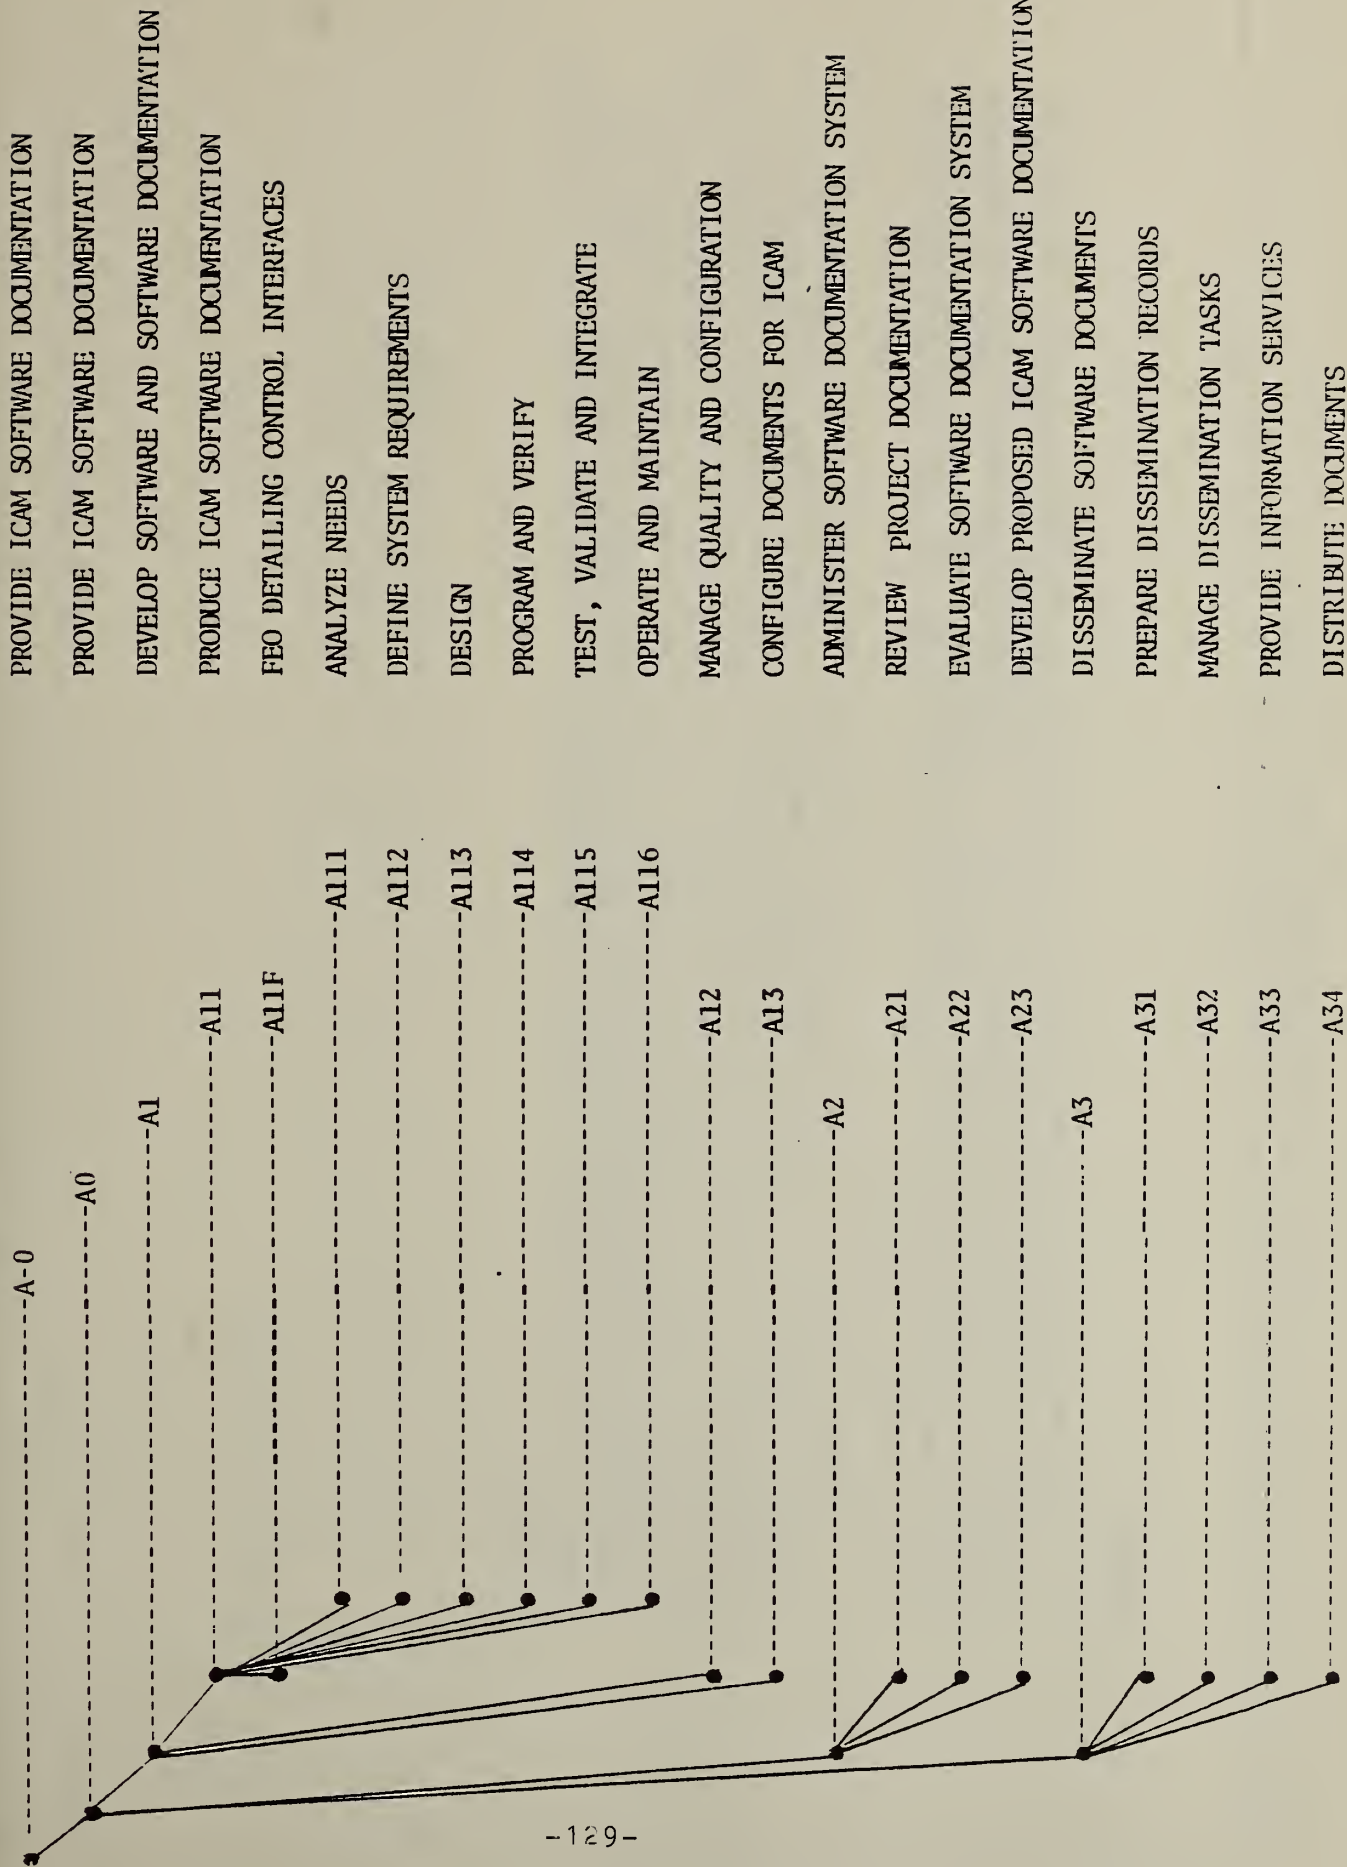 A-0 PROVIDE ICAM SOFTWARE DOCUMENTATION
A0 PROVIDE ICAM SOFTWARE DOCUMENTATION
A1 DEVELOP SOFTWARE AND SOFTWARE DOCUMENTATION
A11 PRODUCE ICAM SOFTWARE DOCUMENTATION
A11F FEO DETAILING CONTROL INTERFACES
A111 ANALYZE NEEDS
A112 DEFINE SYSTEM REQUIREMENTS
A113 DESIGN
A114 PROGRAM AND VERIFY
A115 TEST, VALIDATE AND INTEGRATE
A116 OPERATE AND MAINTAIN
A12 MANAGE QUALITY AND CONFIGURATION
A13 CONFIGURE DOCUMENTS FOR ICAM
A2 ADMINISTER SOFTWARE DOCUMENTATION SYSTEM
A21 REVIEW PROJECT DOCUMENTATION
A22 EVALUATE SOFTWARE DOCUMENTATION SYSTEM
A23 DEVELOP PROPOSED ICAM SOFTWARE DOCUMENTATION
A3 DISSEMINATE SOFTWARE DOCUMENTS
A31 PREPARE DISSEMINATION RECORDS
A32 MANAGE DISSEMINATION TASKS
A33 PROVIDE INFORMATION SERVICES
A34 DISTRIBUTE DOCUMENTS
-129-